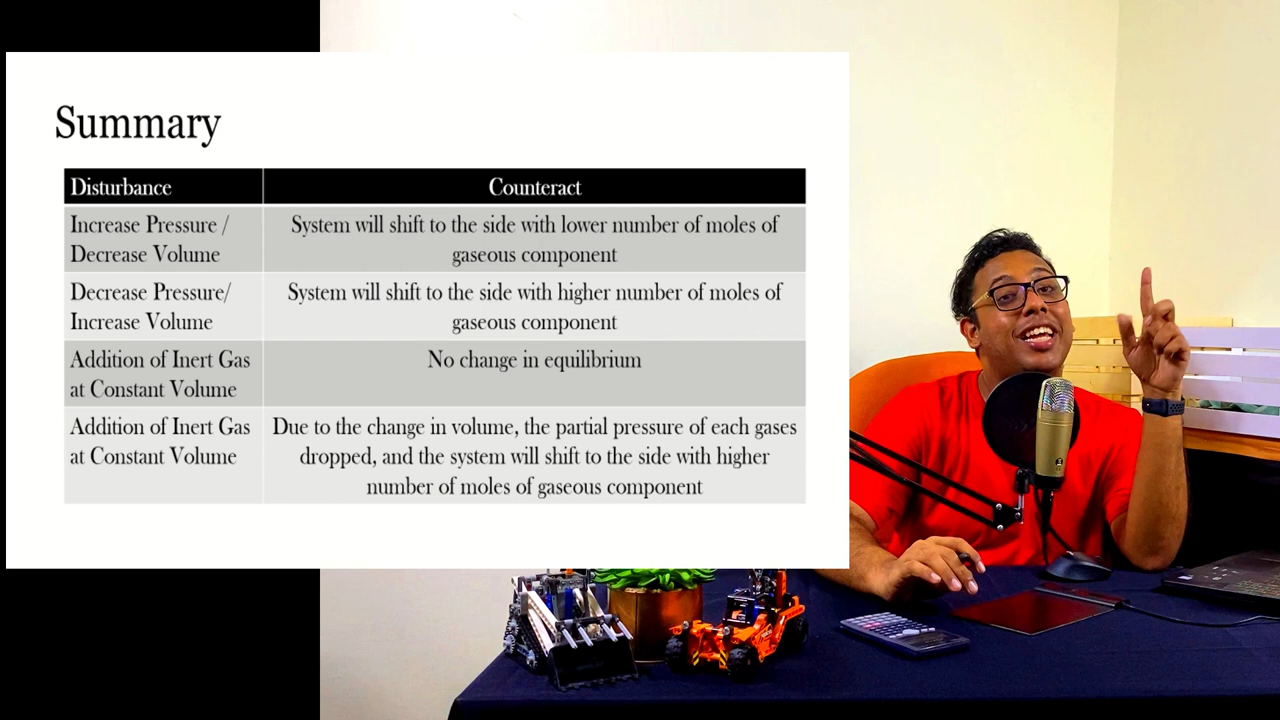 Summary
Disturbance
Counteract
Increase Pressure /
Decrease Volume
System will shift to the side with lower number of moles of
gaseous component
Decrease Pressure/
Increase Volume
System will shift to the side with higher number of moles of
gaseous component
Addition of Inert Gas
at Constant Volume
No change in equilibrium
Addition of Inert Gas
at Constant Volume
Due to the change in volume, the partial pressure of each gases
dropped, and the system will shift to the side with higher
number of moles of gaseous component